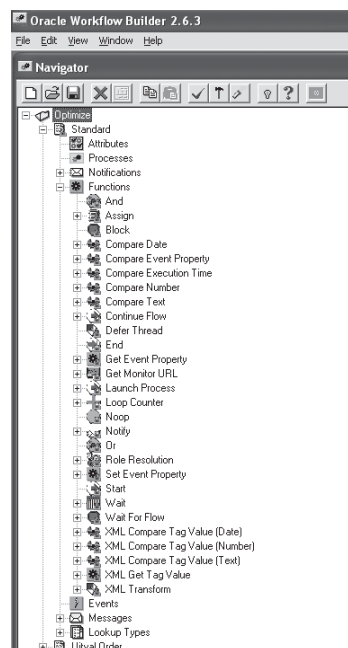 Oracle Workflow Builder 2.6.3
File Edit View Window Help
Navigator
Optimize
Standard
Attributes
Processes
Notifications
Functions
And
Assign
Block
Compare Date
Compare Event Property
Compare Execution Time
Compare Number
Compare Text
Continue Flow
Defer Thread
End
Get Event Property
Get Monitor URL
Launch Process
Loop Counter
Noop
Notify
Or
Role Resolution
Set Event Property
Start
Wait
Wait For Flow
XML Compare Tag Value (Date)
XML Compare Tag Value (Number)
XML Compare Tag Value (Text)
XML Get Tag Value
XML Transform
Events
Messages
Lookup Types
Uitval Order